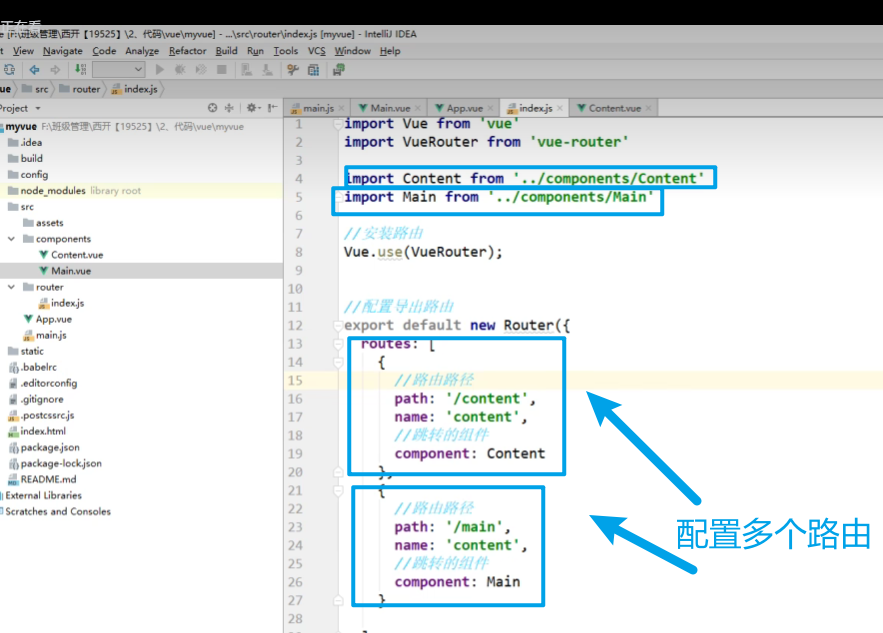 正在看
e [F:\班级管理\西开【19525】\2、代码\vue\myvue] - ...\src\router\index.js [myvue] - IntelliJ IDEA
t View Navigate Code Analyze Refactor Build Run Tools VCS Window Help
ue src router index.js
Project
main.js Main.vue App.vue index.js Content.vue
myvue F:\班级管理\西开【19525】\2、代码\vue\myvue
.idea
build
config
node_modules library root
src
assets
components
Content.vue
Main.vue
router
index.js
App.vue
main.js
static
.babelrc
.editorconfig
.gitignore
.postcssrc.js
index.html
package.json
package-lock.json
README.md
External Libraries
Scratches and Consoles
1 import Vue from 'vue'
2 import VueRouter from 'vue-router'
3
4 import Content from '../components/Content'
5 import Main from '../components/Main'
6
7 //安装路由
8 Vue.use(VueRouter);
9
10
11 //配置导出路由
12 export default new Router({
13 routes: [
14 {
15 //路由路径
16 path: '/content',
17 name: 'content',
18 //跳转的组件
19 component: Content
20 },
21 {
22 //路由路径
23 path: '/main',
24 name: 'content',
25 //跳转的组件
26 component: Main
27 }
28
配置多个路由